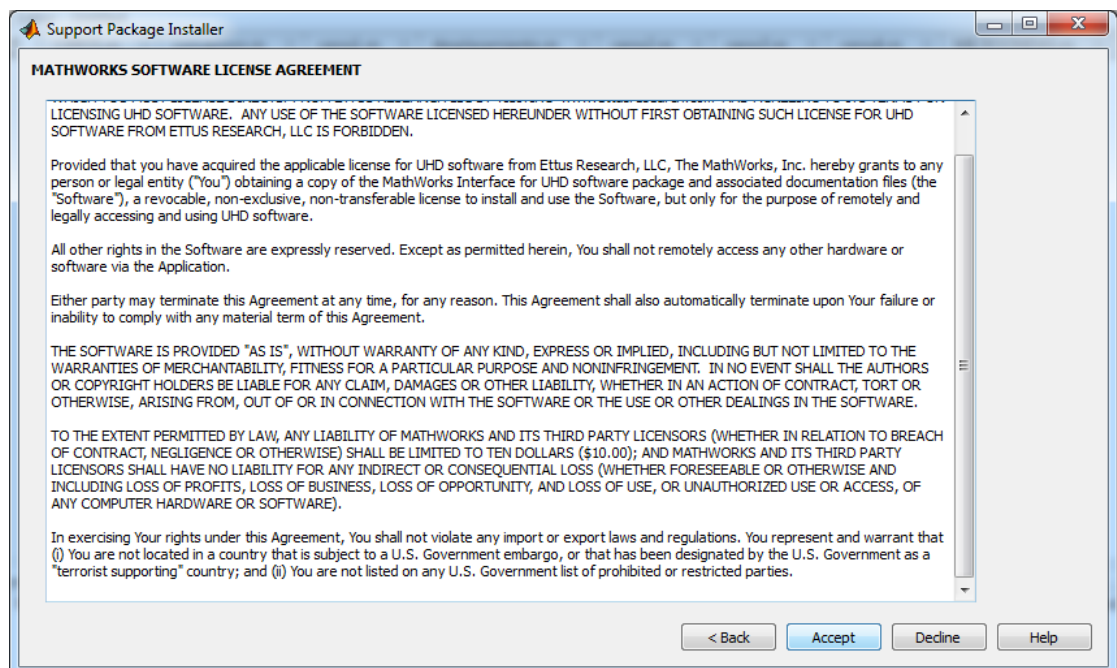 Support Package Installer
MATHWORKS SOFTWARE LICENSE AGREEMENT
LICENSING UHD SOFTWARE.  ANY USE OF THE SOFTWARE LICENSED HEREUNDER WITHOUT FIRST OBTAINING SUCH LICENSE FOR UHD
SOFTWARE FROM ETTUS RESEARCH, LLC IS FORBIDDEN.
Provided that you have acquired the applicable license for UHD software from Ettus Research, LLC, The MathWorks, Inc. hereby grants to any
person or legal entity ("You") obtaining a copy of the MathWorks Interface for UHD software package and associated documentation files (the
"Software"), a revocable, non-exclusive, non-transferable license to install and use the Software, but only for the purpose of remotely and
legally accessing and using UHD software.
All other rights in the Software are expressly reserved. Except as permitted herein, You shall not remotely access any other hardware or
software via the Application.
Either party may terminate this Agreement at any time, for any reason. This Agreement shall also automatically terminate upon Your failure or
inability to comply with any material term of this Agreement.
THE SOFTWARE IS PROVIDED "AS IS", WITHOUT WARRANTY OF ANY KIND, EXPRESS OR IMPLIED, INCLUDING BUT NOT LIMITED TO THE
WARRANTIES OF MERCHANTABILITY, FITNESS FOR A PARTICULAR PURPOSE AND NONINFRINGEMENT.  IN NO EVENT SHALL THE AUTHORS
OR COPYRIGHT HOLDERS BE LIABLE FOR ANY CLAIM, DAMAGES OR OTHER LIABILITY, WHETHER IN AN ACTION OF CONTRACT, TORT OR
OTHERWISE, ARISING FROM, OUT OF OR IN CONNECTION WITH THE SOFTWARE OR THE USE OR OTHER DEALINGS IN THE SOFTWARE.
TO THE EXTENT PERMITTED BY LAW, ANY LIABILITY OF MATHWORKS AND ITS THIRD PARTY LICENSORS (WHETHER IN RELATION TO BREACH
OF CONTRACT, NEGLIGENCE OR OTHERWISE) SHALL BE LIMITED TO TEN DOLLARS ($10.00); AND MATHWORKS AND ITS THIRD PARTY
LICENSORS SHALL HAVE NO LIABILITY FOR ANY INDIRECT OR CONSEQUENTIAL LOSS (WHETHER FORESEEABLE OR OTHERWISE AND
INCLUDING LOSS OF PROFITS, LOSS OF BUSINESS, LOSS OF OPPORTUNITY, AND LOSS OF USE, OR UNAUTHORIZED USE OR ACCESS, OF
ANY COMPUTER HARDWARE OR SOFTWARE).
In exercising Your rights under this Agreement, You shall not violate any import or export laws and regulations. You represent and warrant that
(i) You are not located in a country that is subject to a U.S. Government embargo, or that has been designated by the U.S. Government as a
"terrorist supporting" country; and (ii) You are not listed on any U.S. Government list of prohibited or restricted parties.
< Back
Accept
Decline
Help